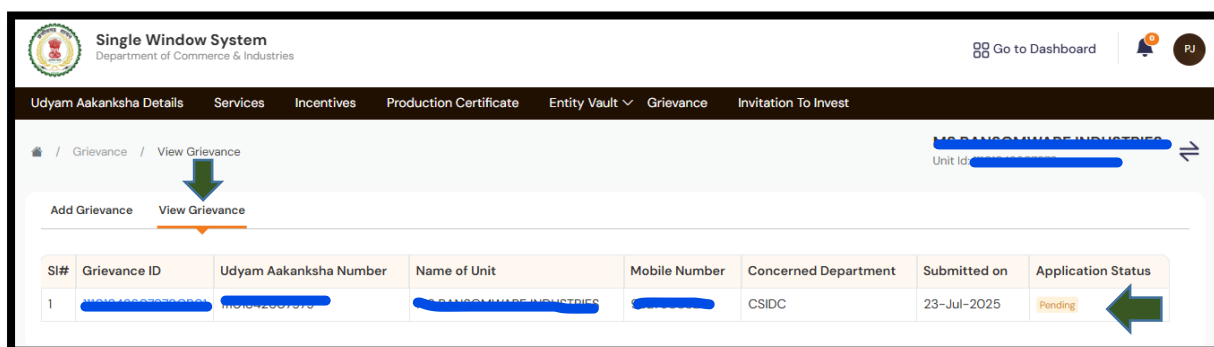 Single Window System
Department of Commerce & Industries
Go to Dashboard
0
PJ
Udyam Aakanksha Details Services Incentives Production Certificate Entity Vault Grievance Invitation To Invest
/ Grievance / View Grievance
Unit Id:
Add Grievance View Grievance
Sl# Grievance ID Udyam Aakanksha Number Name of Unit Mobile Number Concerned Department Submitted on Application Status
1 CSIDC 23-Jul-2025 Pending